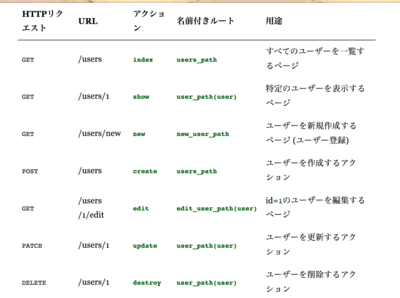 HTTPリクエスト URL アクション 名前付きルート 用途
GET /users index users_path すべてのユーザーを一覧するページ
GET /users/1 show user_path(user) 特定のユーザーを表示するページ
GET /users/new new new_user_path ユーザーを新規作成するページ (ユーザー登録)
POST /users create users_path ユーザーを作成するアクション
GET /users/1/edit edit edit_user_path(user) id=1のユーザーを編集するページ
PATCH /users/1 update user_path(user) ユーザーを更新するアクション
DELETE /users/1 destroy user_path(user) ユーザーを削除するアクション